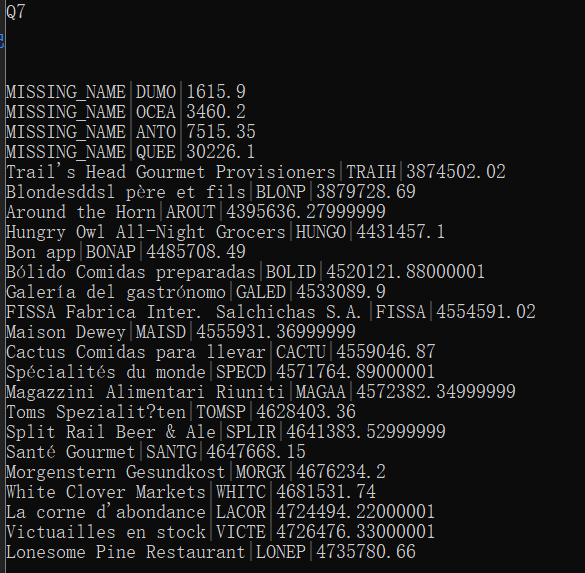 Q7
MISSING_NAME|DUMO|1615.9
MISSING_NAME|OCEA|3460.2
MISSING_NAME|ANTO|7515.35
MISSING_NAME|QUEE|30226.1
Trail's Head Gourmet Provisioners|TRAIH|3874502.02
Blondesddsl père et fils|BLONP|3879728.69
Around the Horn|AROUT|4395636.27999999
Hungry Owl All-Night Grocers|HUNGO|4431457.1
Bon app|BONAP|4485708.49
Bólido Comidas preparadas|BOLID|4520121.88000001
Galería del gastrónomo|GALED|4533089.9
FISSA Fabrica Inter. Salchichas S.A.|FISSA|4554591.02
Maison Dewey|MAISD|4555931.36999999
Cactus Comidas para llevar|CACTU|4559046.87
Spécialités du monde|SPECD|4571764.89000001
Magazzini Alimentari Riuniti|MAGAA|4572382.34999999
Toms Spezialit?ten|TOMSP|4628403.36
Split Rail Beer & Ale|SPLIR|4641383.52999999
Santé Gourmet|SANTG|4647668.15
Morgenstern Gesundkost|MORGK|4676234.2
White Clover Markets|WHITC|4681531.74
La corne d'abondance|LACOR|4724494.22000001
Victuailles en stock|VICTE|4726476.33000001
Lonesome Pine Restaurant|LONEP|4735780.66